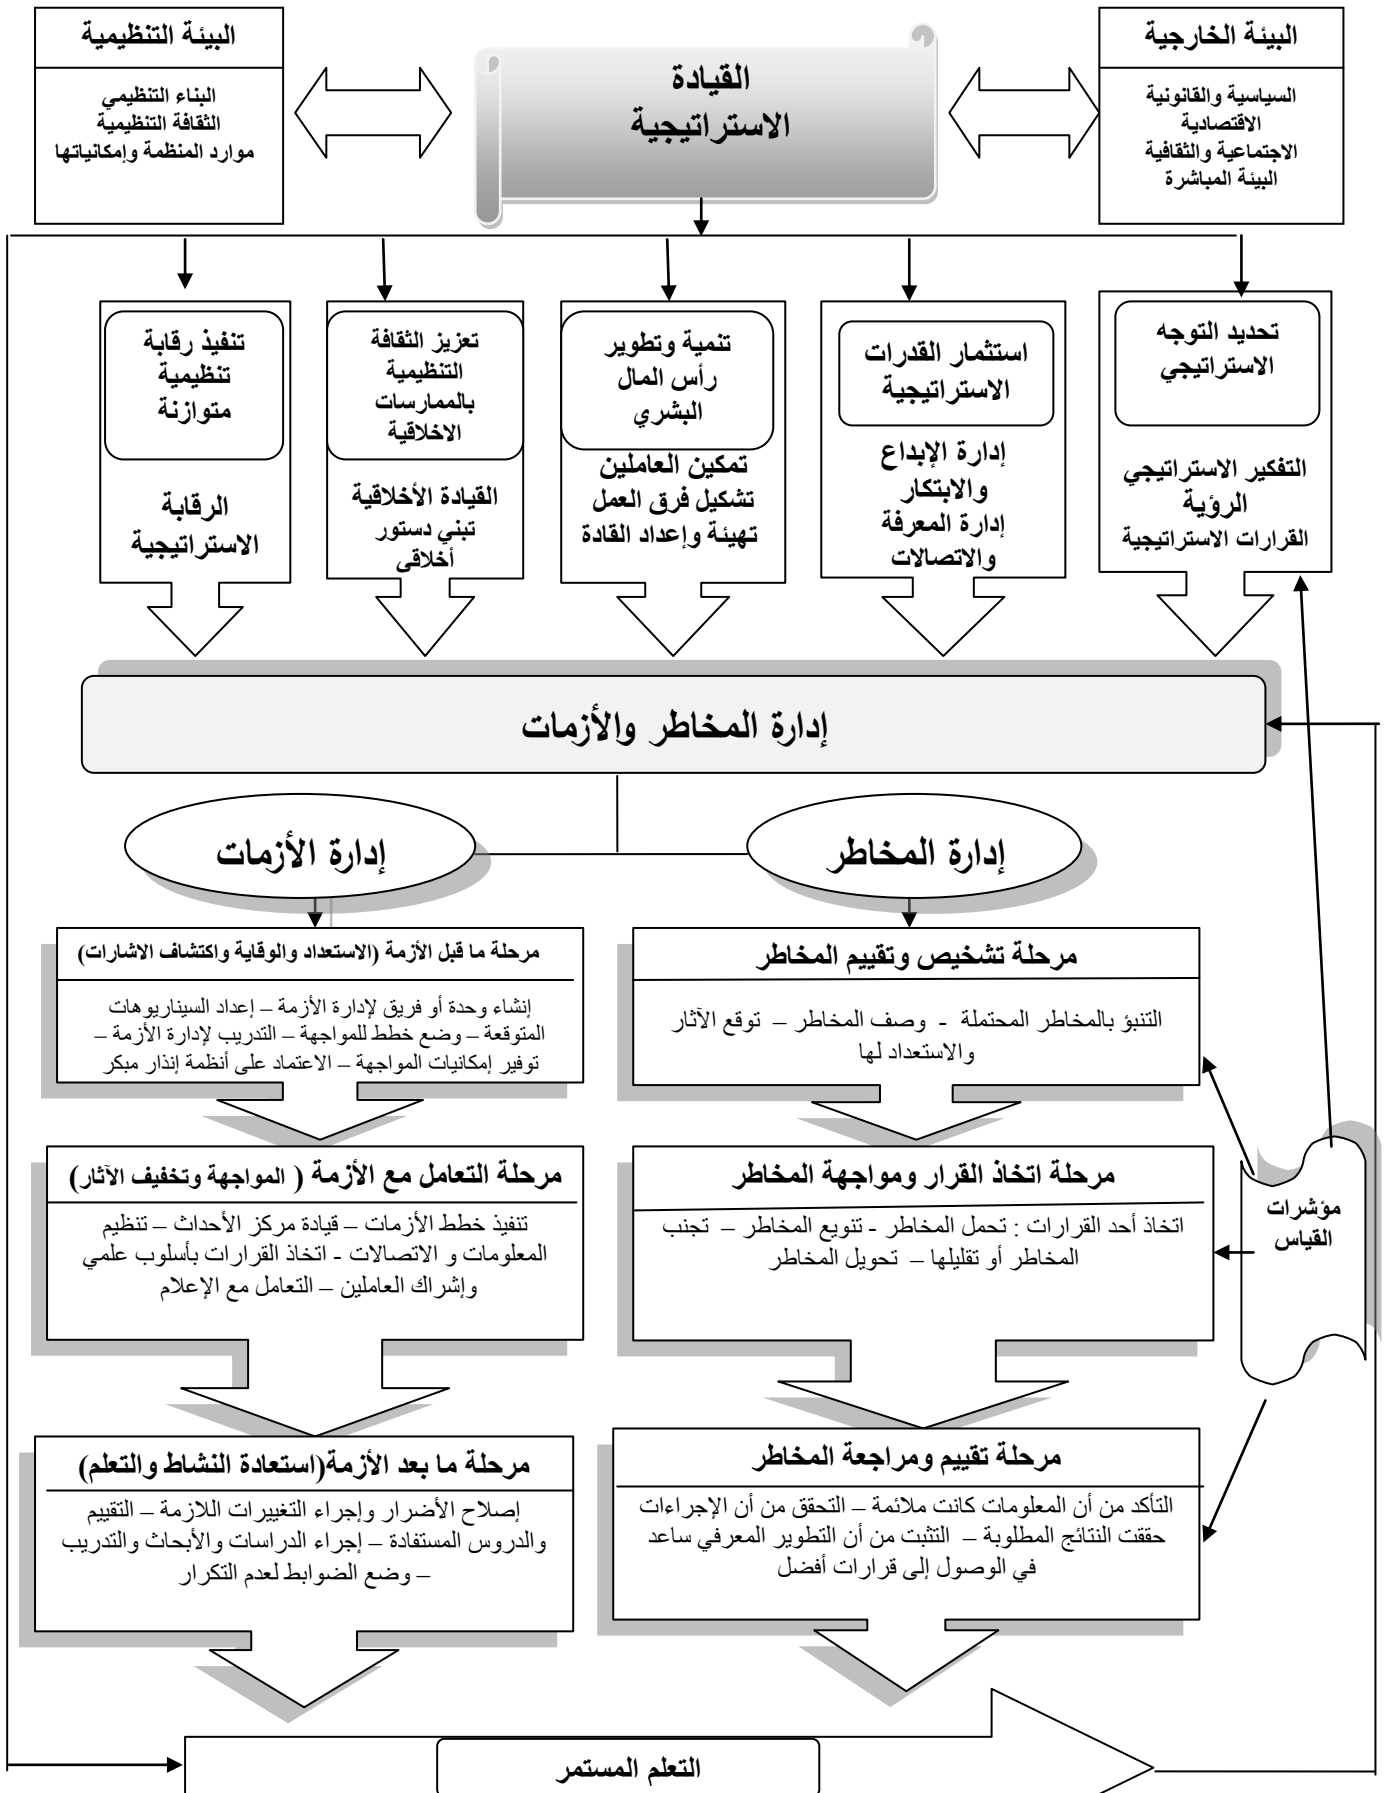 البيئة الخارجية
السياسية والقانونية
الاقتصادية
الاجتماعية والثقافية
البيئة المباشرة
القيادة
الاستراتيجية
البيئة التنظيمية
البناء التنظيمي
الثقافة التنظيمية
موارد المنظمة وإمكانياتها
تحديد التوجه
الاستراتيجي
التفكير الاستراتيجي
الرؤية
القرارات الاستراتيجية
استثمار القدرات
الاستراتيجية
إدارة الإبداع
والابتكار
إدارة المعرفة
والاتصالات
تنمية وتطوير
رأس المال
البشري
تمكين العاملين
تشكيل فرق العمل
تهيئة وإعداد القادة
تعزيز الثقافة
التنظيمية
بالممارسات
الاخلاقية
القيادة الأخلاقية
تبني دستور
أخلاقي
تنفيذ رقابة
تنظيمية
متوازنة
الرقابة
الاستراتيجية
إدارة المخاطر والأزمات
إدارة المخاطر
إدارة الأزمات
مرحلة تشخيص وتقييم المخاطر
التنبؤ بالمخاطر المحتملة - وصف المخاطر – توقع الآثار
والاستعداد لها
مرحلة ما قبل الأزمة (الاستعداد والوقاية واكتشاف الاشارات)
إنشاء وحدة أو فريق لإدارة الأزمة – إعداد السيناريوهات
المتوقعة – وضع خطط للمواجهة – التدريب لإدارة الأزمة –
توفير إمكانيات المواجهة – الاعتماد على أنظمة إنذار مبكر
مرحلة اتخاذ القرار ومواجهة المخاطر
اتخاذ أحد القرارات : تحمل المخاطر - تنويع المخاطر – تجنب
المخاطر أو تقليلها – تحويل المخاطر
مرحلة التعامل مع الأزمة ( المواجهة وتخفيف الآثار)
تنفيذ خطط الأزمات – قيادة مركز الأحداث – تنظيم
المعلومات و الاتصالات - اتخاذ القرارات بأسلوب علمي
وإشراك العاملين – التعامل مع الإعلام
مؤشرات
القياس
مرحلة تقييم ومراجعة المخاطر
التأكد من أن المعلومات كانت ملائمة – التحقق من أن الإجراءات
حققت النتائج المطلوبة – التثبت من أن التطوير المعرفي ساعد
في الوصول إلى قرارات أفضل
مرحلة ما بعد الأزمة(استعادة النشاط والتعلم)
إصلاح الأضرار وإجراء التغييرات اللازمة – التقييم
والدروس المستفادة – إجراء الدراسات والأبحاث والتدريب
– وضع الضوابط لعدم التكرار
التعلم المستمر